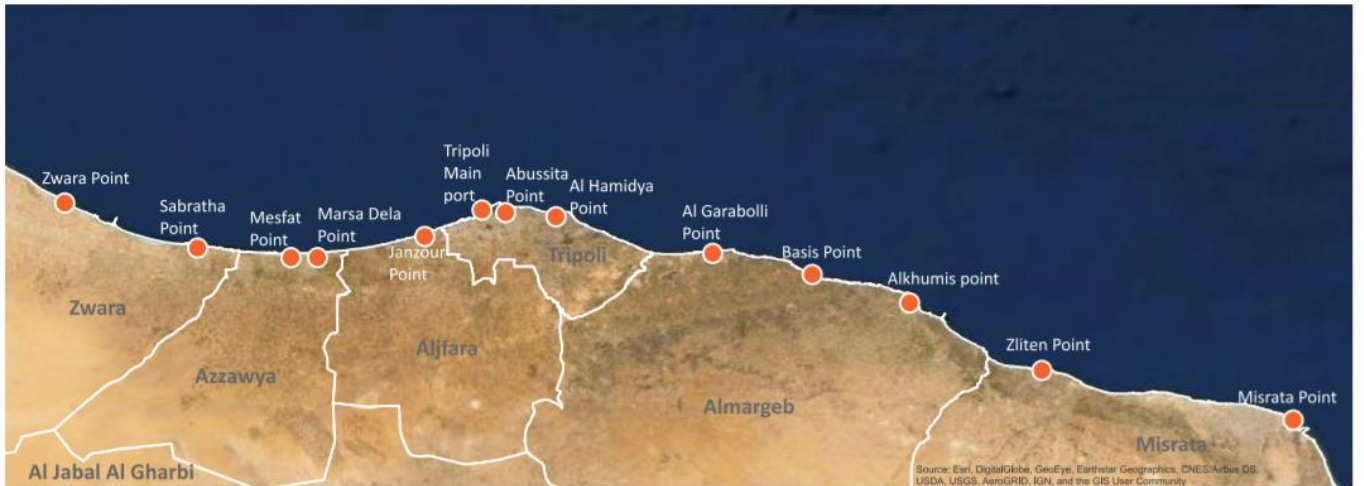 Zwara Point
Sabratha
Point
Mesfat
Point
Marsa Dela
Point
Janzour
Point
Tripoli
Main
port
Abussita
Point
Al Hamidya
Point
Al Garabolli
Point
Basis Point
Alkhumis point
Zliten Point
Misrata Point
Zwara
Azzawya
Aljfara
Tripoli
Almargeb
Misrata
Al Jabal Al Gharbi
Source: Esri, DigitalGlobe, GeoEye, Earthstar Geographics, CNES/Airbus DS,
USDA, USGS, AeroGRID, IGN, and the GIS User Community